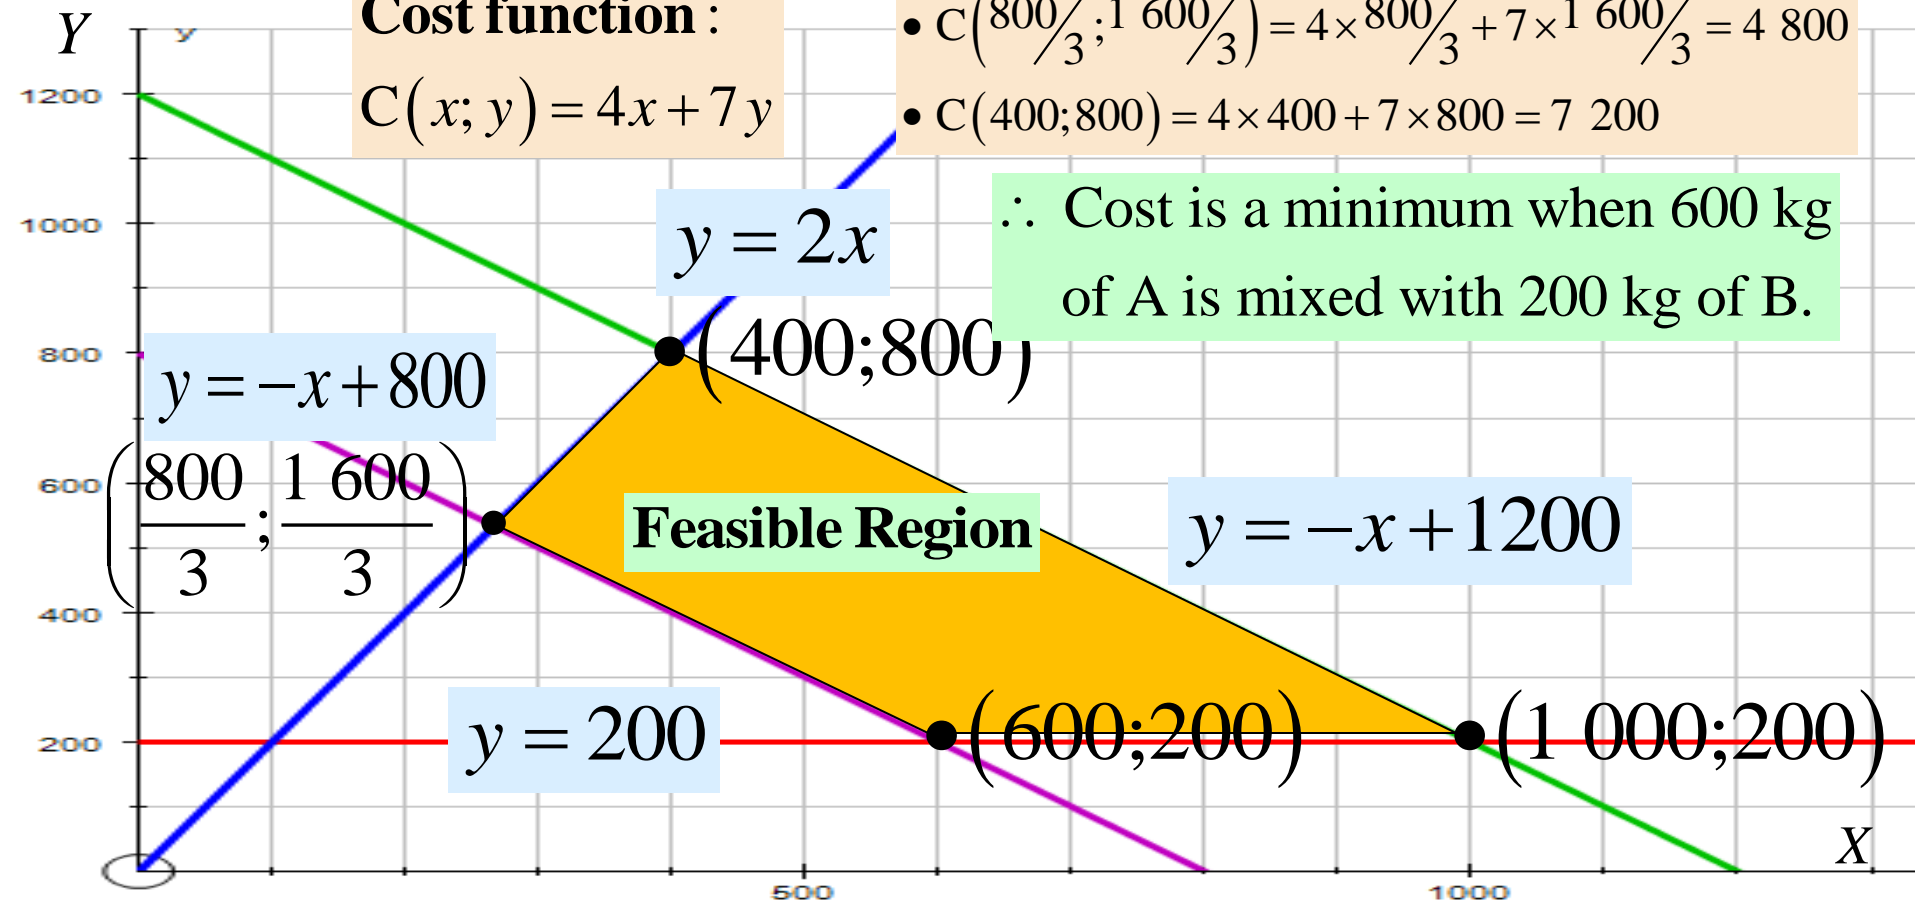 Cost function :
C(x; y) = 4x + 7y
• C(800/3 ; 1 600/3) = 4 × 800/3 + 7 × 1 600/3 = 4 800
• C(400;800) = 4 × 400 + 7 × 800 = 7 200
∴ Cost is a minimum when 600 kg
of A is mixed with 200 kg of B.
Y
y
1200
1000
800
600
400
200
y = 2x
(400;800)
y = −x + 800
(800/3 ; 1 600/3)
Feasible Region
y = −x + 1200
y = 200
(600;200)
(1 000;200)
X
500
1000